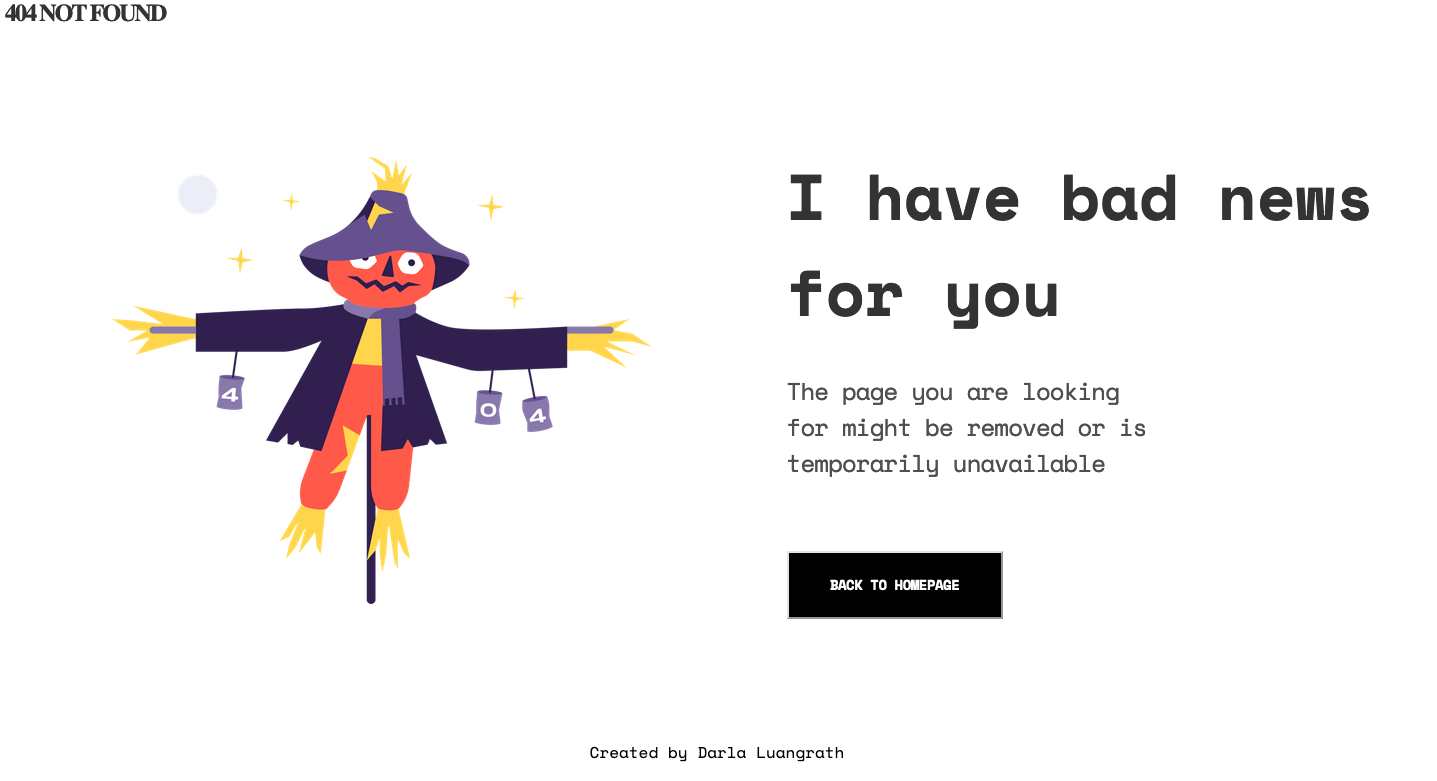 404 NOT FOUND
I have bad news
for you
The page you are looking
for might be removed or is
temporarily unavailable
4
0
4
BACK TO HOMEPAGE
Created by Darla Luangrath